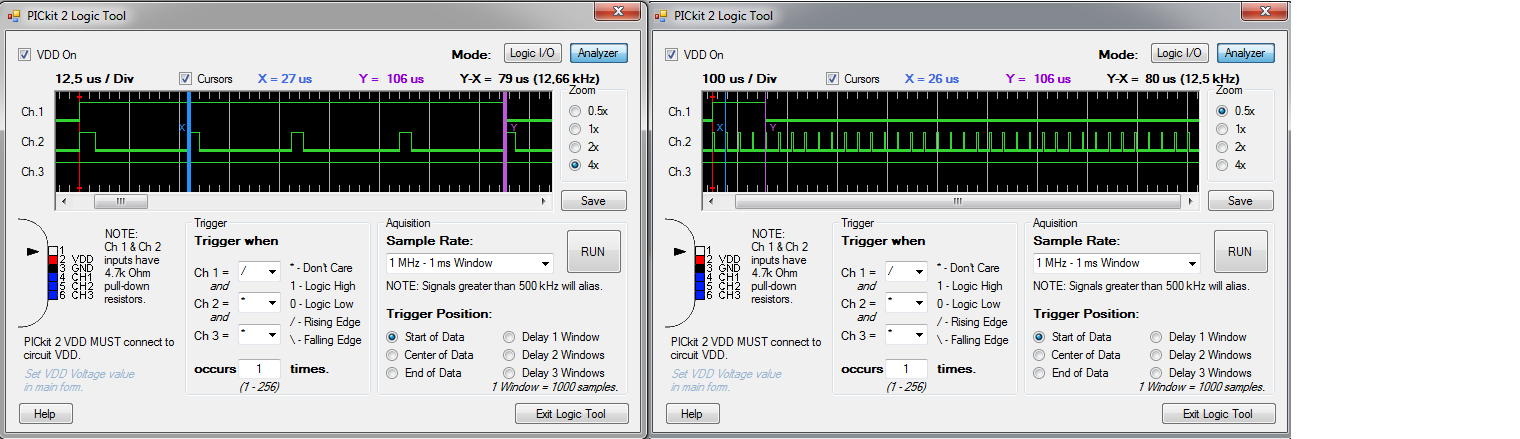 PICkit 2 Logic Tool
VDD On
Mode: Logic I/O Analyzer
12,5 us / Div Cursors X = 27 us Y = 106 us Y-X = 79 us (12,66 kHz)
Zoom
Ch.1
Ch.2
Ch.3
X
Y
0.5x
1x
2x
4x
Save
1
2 VDD
3 GND
4 CH1
5 CH2
6 CH3
NOTE:
Ch 1 & Ch 2
inputs have
4.7k Ohm
pull-down
resistors.
PICkit 2 VDD MUST connect to
circuit VDD.
Set VDD Voltage value
in main form.
Help
Trigger
Trigger when
Ch 1 = /
and
Ch 2 = *
and
Ch 3 = *
* - Don't Care
1 - Logic High
0 - Logic Low
/ - Rising Edge
\ - Falling Edge
occurs 1 times.
(1 - 256)
Aquisition
Sample Rate:
1 MHz - 1 ms Window
RUN
NOTE: Signals greater than 500 kHz will alias.
Trigger Position:
Start of Data Delay 1 Window
Center of Data Delay 2 Windows
End of Data Delay 3 Windows
1 Window = 1000 samples.
Exit Logic Tool
PICkit 2 Logic Tool
VDD On
Mode: Logic I/O Analyzer
100 us / Div Cursors X = 26 us Y = 106 us Y-X = 80 us (12,5 kHz)
Zoom
Ch.1
Ch.2
Ch.3
X
Y
0.5x
1x
2x
4x
Save
1
2 VDD
3 GND
4 CH1
5 CH2
6 CH3
NOTE:
Ch 1 & Ch 2
inputs have
4.7k Ohm
pull-down
resistors.
PICkit 2 VDD MUST connect to
circuit VDD.
Set VDD Voltage value
in main form.
Help
Trigger
Trigger when
Ch 1 = /
and
Ch 2 = *
and
Ch 3 = *
* - Don't Care
1 - Logic High
0 - Logic Low
/ - Rising Edge
\ - Falling Edge
occurs 1 times.
(1 - 256)
Aquisition
Sample Rate:
1 MHz - 1 ms Window
RUN
NOTE: Signals greater than 500 kHz will alias.
Trigger Position:
Start of Data Delay 1 Window
Center of Data Delay 2 Windows
End of Data Delay 3 Windows
1 Window = 1000 samples.
Exit Logic Tool